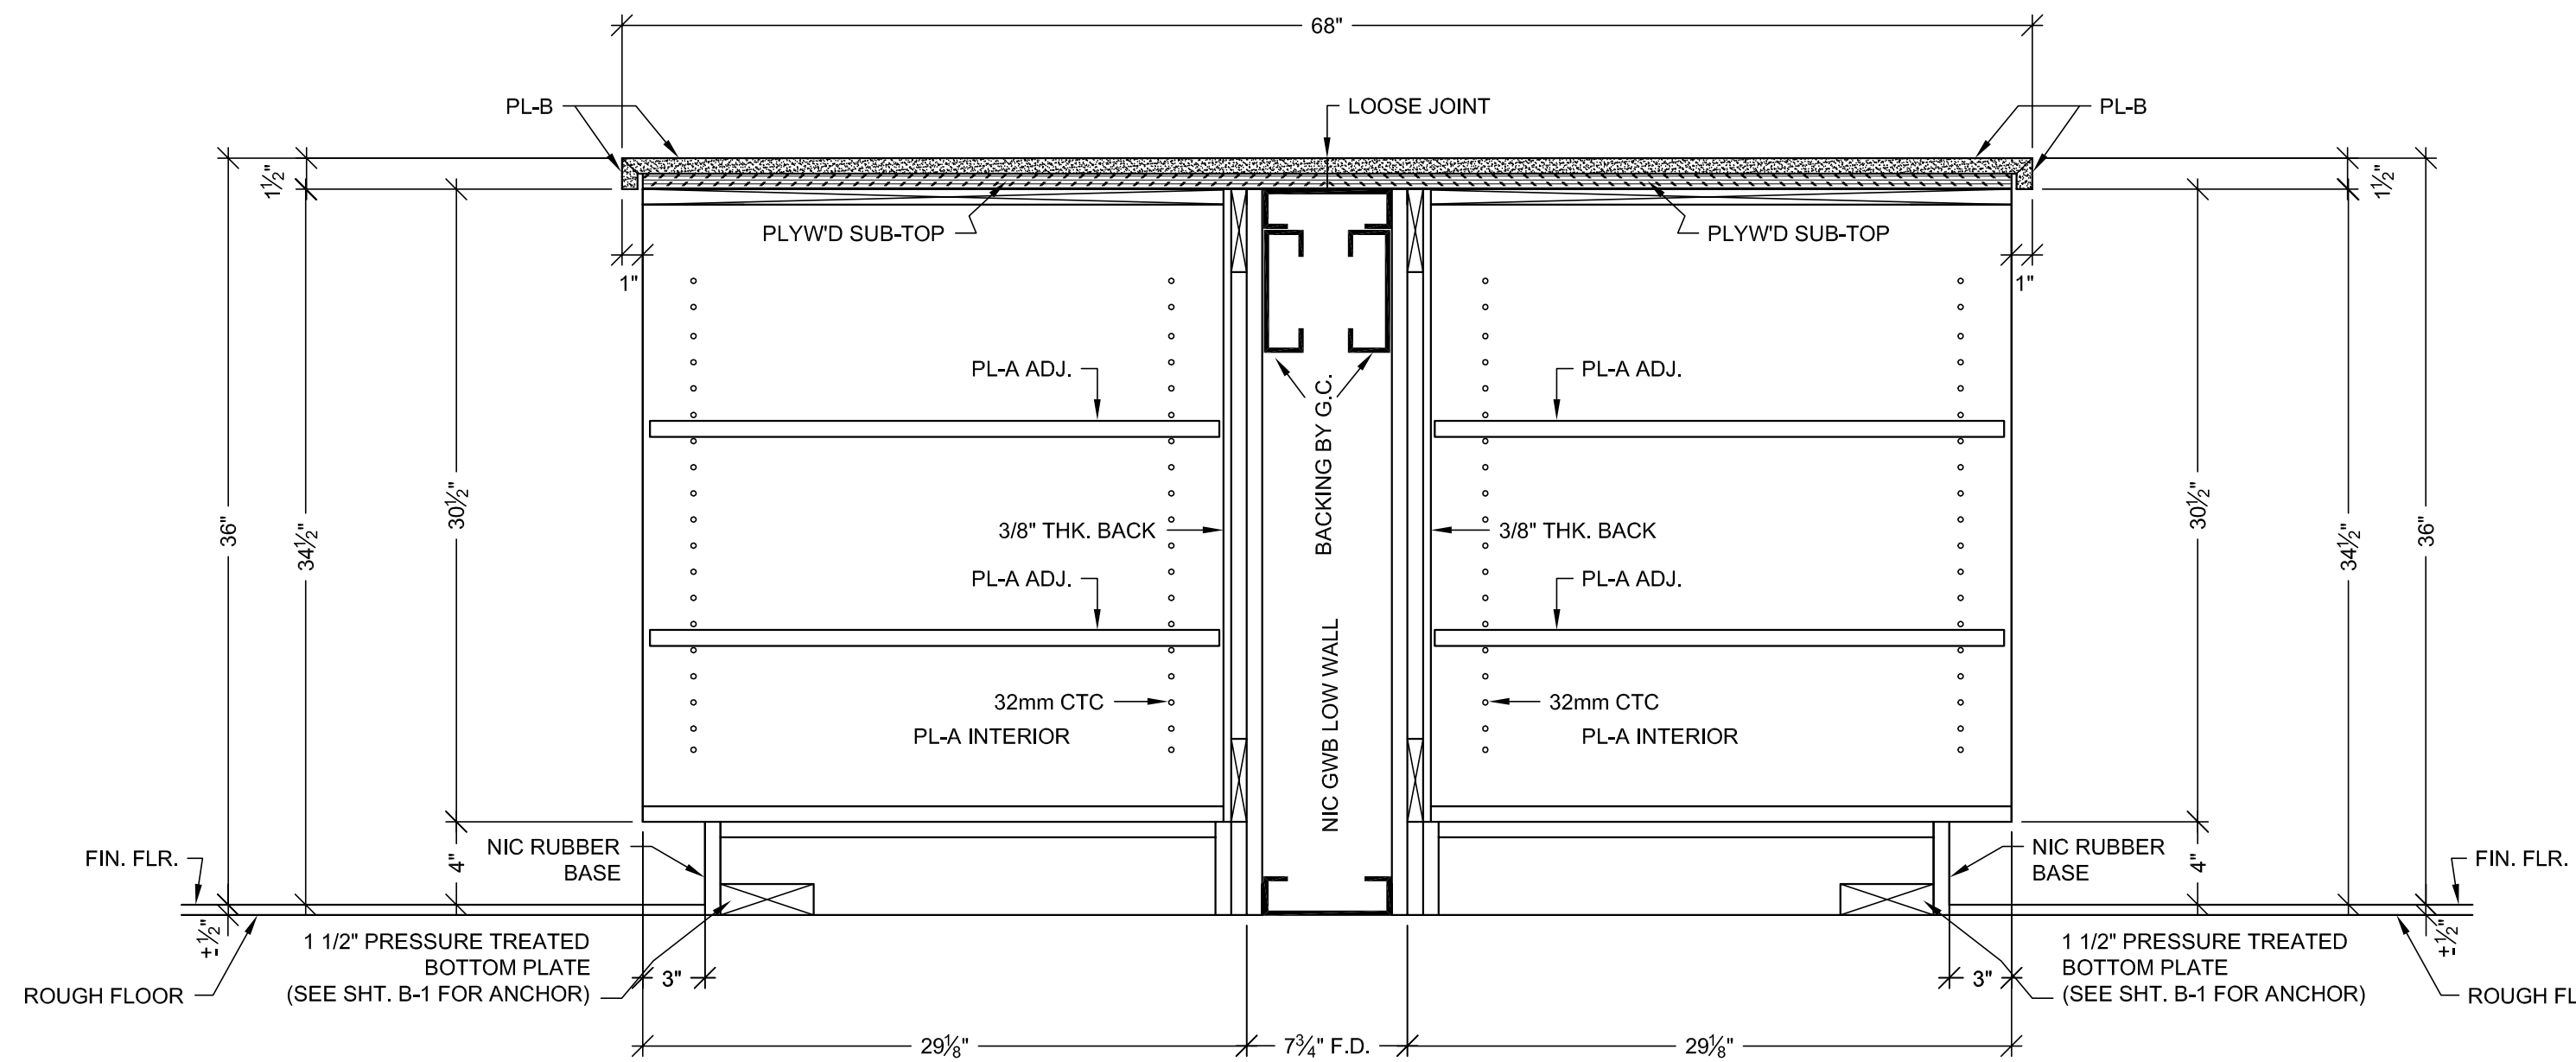 68"
PL-B
LOOSE JOINT
PL-B
1½"
1½"
PLYW'D SUB-TOP
PLYW'D SUB-TOP
1"
1"
PL-A ADJ.
PL-A ADJ.
BACKING BY G.C.
36"
34½"
30½"
3/8" THK. BACK
3/8" THK. BACK
30½"
34½"
36"
PL-A ADJ.
PL-A ADJ.
NIC GWB LOW WALL
32mm CTC
32mm CTC
PL-A INTERIOR
PL-A INTERIOR
FIN. FLR.
4"
NIC RUBBER
BASE
NIC RUBBER
BASE
4"
FIN. FLR.
±½"
±½"
1 1/2" PRESSURE TREATED
BOTTOM PLATE
(SEE SHT. B-1 FOR ANCHOR)
1 1/2" PRESSURE TREATED
BOTTOM PLATE
(SEE SHT. B-1 FOR ANCHOR)
ROUGH FLOOR
3"
3"
ROUGH FL
29⅛"
7¾" F.D.
29⅛"